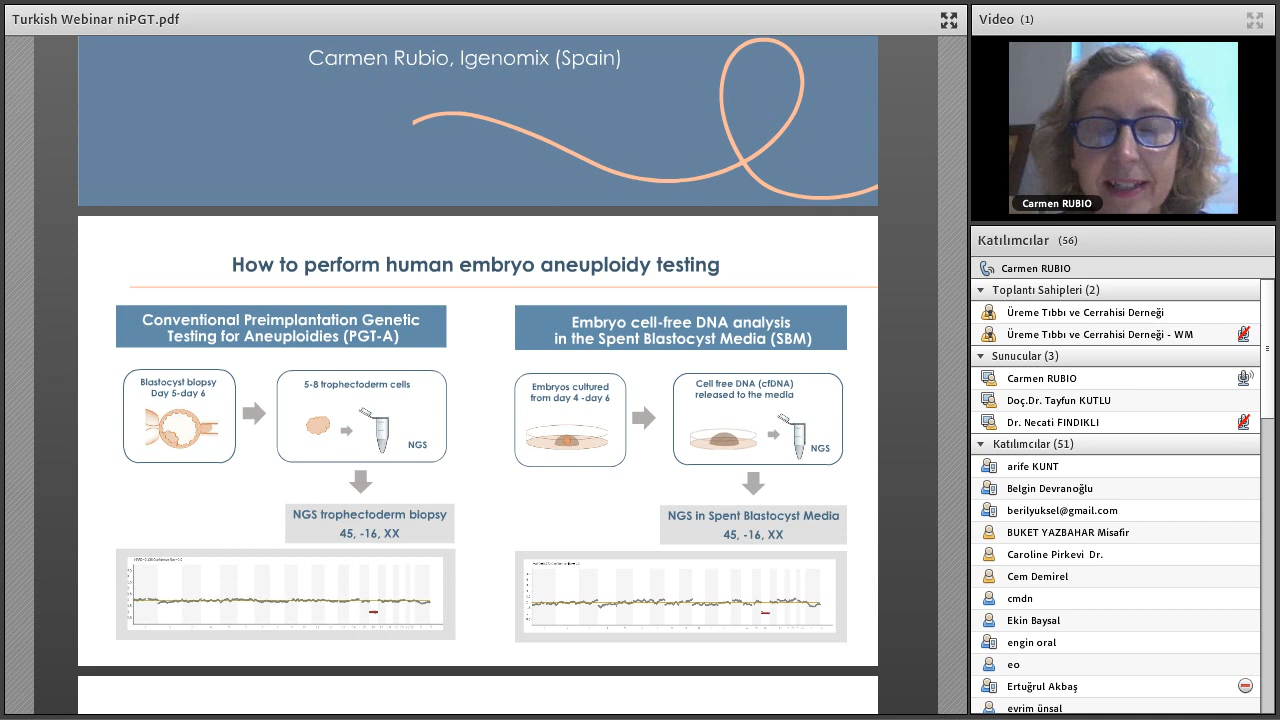 Turkish Webinar niPGT.pdf
Carmen Rubio, Igenomix (Spain)
How to perform human embryo aneuploidy testing
Conventional Preimplantation Genetic
Testing for Aneuploidies (PGT-A)
Blastocyst biopsy
Day 5-day 6
5-8 trophectoderm cells
NGS
NGS trophectoderm biopsy
45, -16, XX
Embryo cell-free DNA analysis
in the Spent Blastocyst Media (SBM)
Embryos cultured
from day 4 -day 6
Cell free DNA (cfDNA)
released to the media
NGS
NGS in Spent Blastocyst Media
45, -16, XX
Video (1)
Carmen RUBIO
Katılımcılar (56)
Carmen RUBIO
Toplantı Sahipleri (2)
Üreme Tıbbı ve Cerrahisi Derneği
Üreme Tıbbı ve Cerrahisi Derneği - WM
Sunucular (3)
Carmen RUBIO
Doç.Dr. Tayfun KUTLU
Dr. Necati FINDIKLI
Katılımcılar (51)
arife KUNT
Belgin Devranoğlu
berilyuksel@gmail.com
BUKET YAZBAHAR Misafir
Caroline Pirkevi Dr.
Cem Demirel
cmdn
Ekin Baysal
engin oral
eo
Ertuğrul Akbaş
evrim ünsal